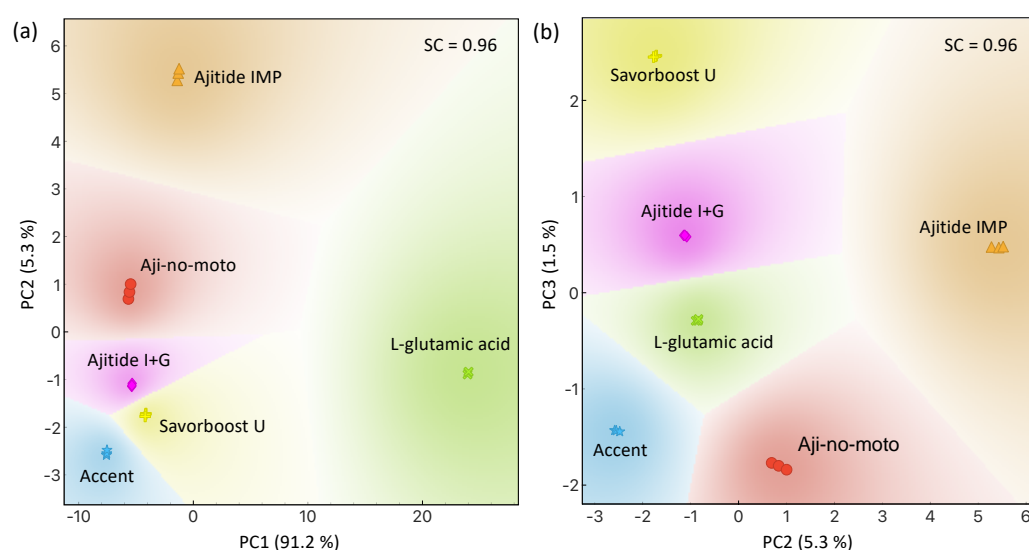 (a)
SC = 0.96
Ajitide IMP
Aji-no-moto
Ajitide I+G
L-glutamic acid
Savorboost U
Accent
PC2 (5.3 %)
6
5
4
3
2
1
0
-1
-2
-3
-10
0
10
20
PC1 (91.2 %)
(b)
SC = 0.96
Savorboost U
Ajitide I+G
Ajitide IMP
L-glutamic acid
Accent
Aji-no-moto
PC3 (1.5 %)
2
1
0
-1
-2
-3
-2
-1
0
1
2
3
4
5
6
PC2 (5.3 %)